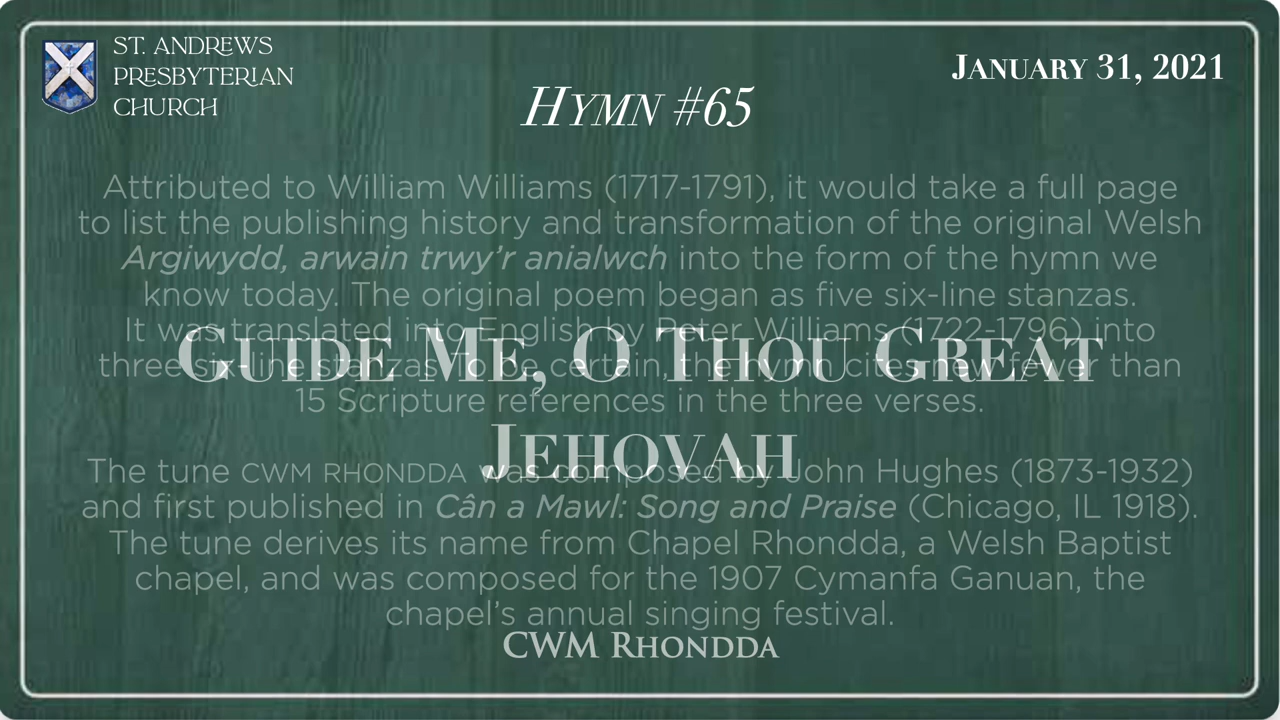 ST. ANDREWS
PRESBYTERIAN
CHURCH
JANUARY 31, 2021
HYMN #65
Attributed to William Williams (1717-1791), it would take a full page
to list the publishing history and transformation of the original Welsh
Argiwydd, arwain trwy'r anialwch into the form of the hymn we
know today. The original poem began as five six-line stanzas.
It was translated into English by Peter Williams (1722-1796) into
three six-line stanzas. To be certain, the hymn cites no fewer than
15 Scripture references in the three verses.
GUIDE ME, O THOU GREAT
JEHOVAH
The tune CWM RHONDDA was composed by John Hughes (1873-1932)
and first published in Cân a Mawl: Song and Praise (Chicago, IL 1918).
The tune derives its name from Chapel Rhondda, a Welsh Baptist
chapel, and was composed for the 1907 Cymanfa Ganuan, the
chapel's annual singing festival.
CWM RHONDDA